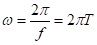 ω = 2π/f = 2πT